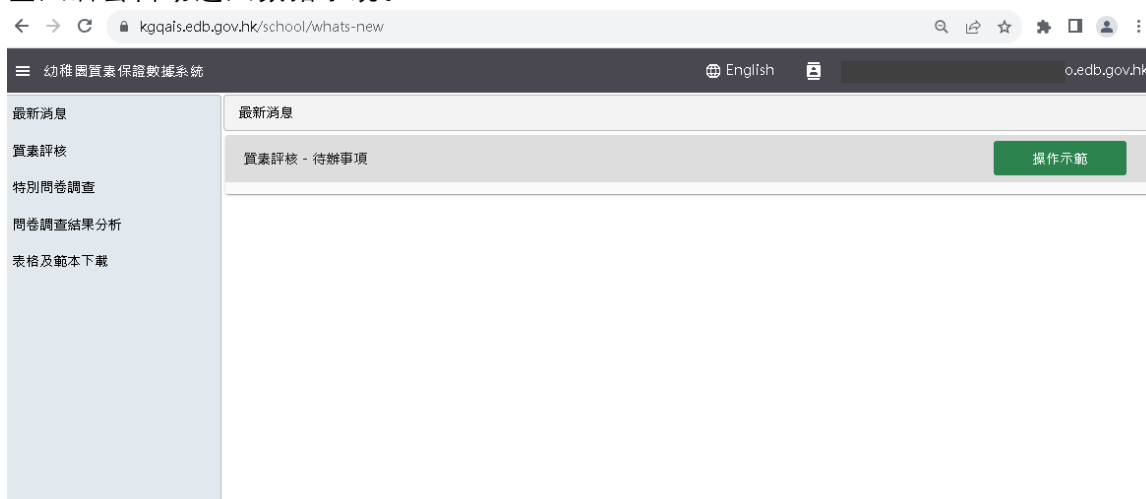 kgqais.edb.gov.hk/school/whats-new
幼稚園質素保證數據系統
English
o.edb.gov.hk
最新消息
質素評核
特別問卷調查
問卷調查結果分析
表格及範本下載
最新消息
質素評核 - 待辦事項
操作示範